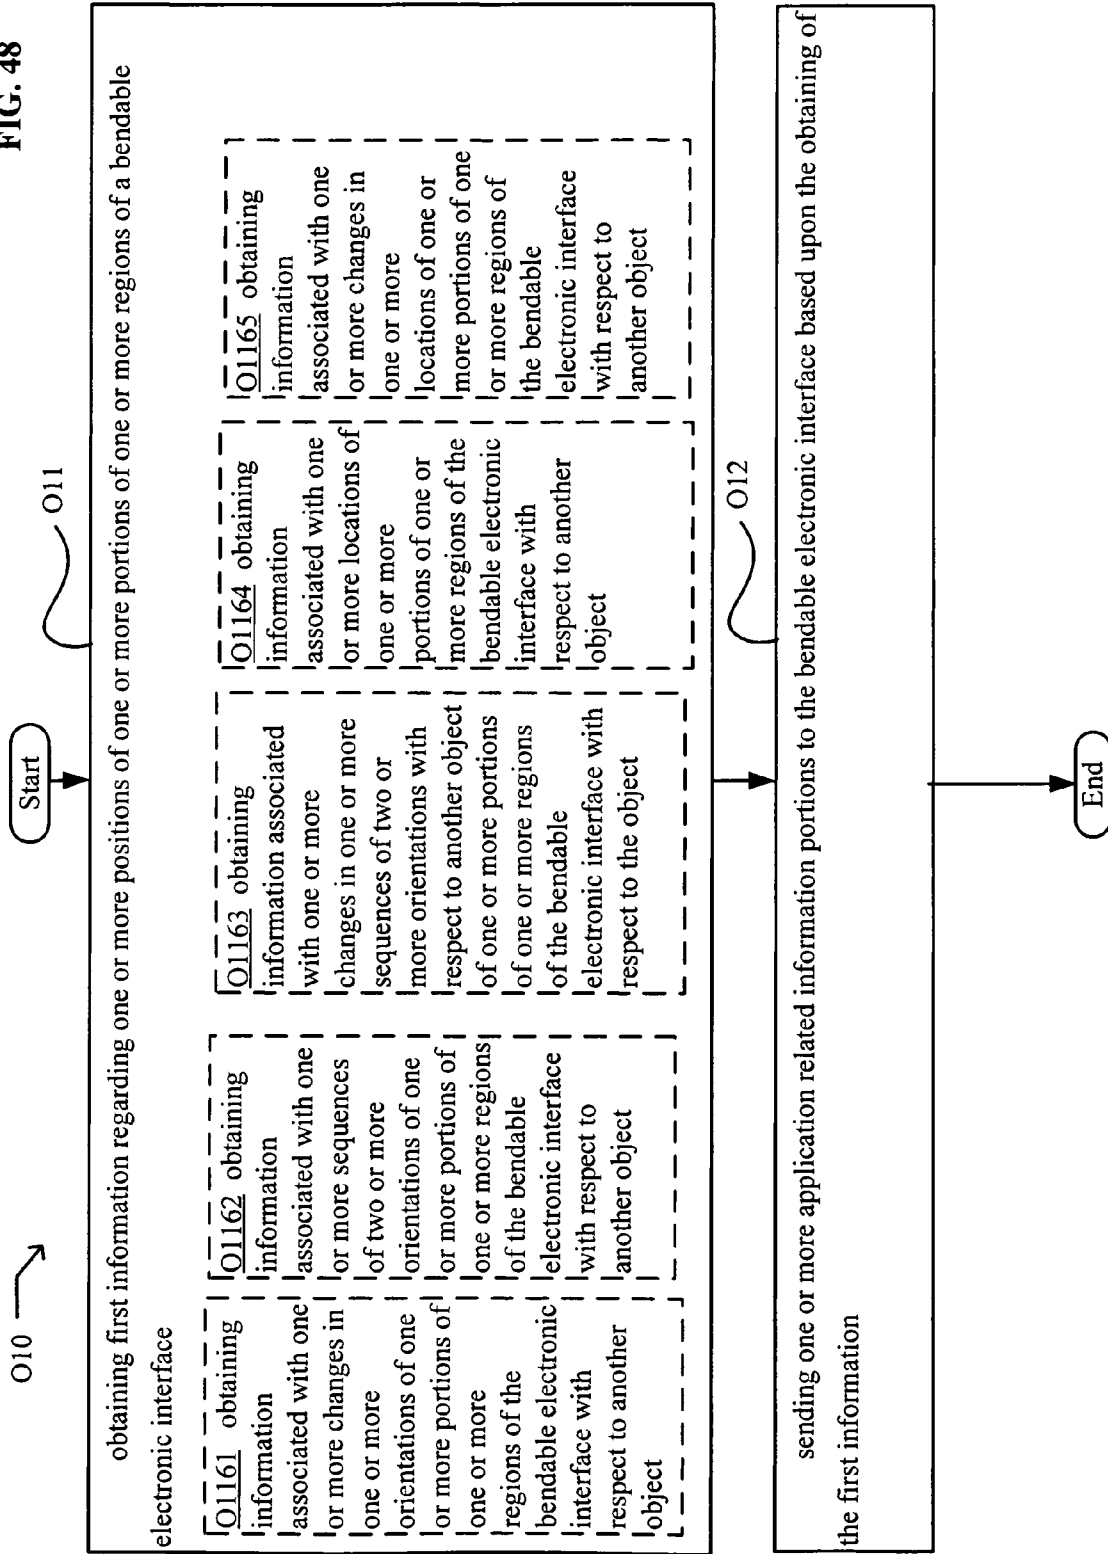 FIG. 48
O10
Start
O11
obtaining first information regarding one or more positions of one or more portions of one or more regions of a bendable
electronic interface
O1161 obtaining
information
associated with one
or more changes in
one or more
orientations of one
or more portions of
one or more
regions of the
bendable electronic
interface with
respect to another
object
O1162 obtaining
information
associated with one
or more sequences
of two or more
orientations of one
or more portions of
one or more regions
of the bendable
electronic interface
with respect to
another object
O1163 obtaining
information associated
with one or more
changes in one or more
sequences of two or
more orientations with
respect to another object
of one or more portions
of one or more regions
of the bendable
electronic interface with
respect to the object
O1164 obtaining
information
associated with one
or more locations of
one or more
portions of one or
more regions of the
bendable electronic
interface with
respect to another
object
O1165 obtaining
information
associated with one
or more changes in
one or more
locations of one or
more portions of one
or more regions of
the bendable
electronic interface
with respect to
another object
O12
sending one or more application related information portions to the bendable electronic interface based upon the obtaining of
the first information
End